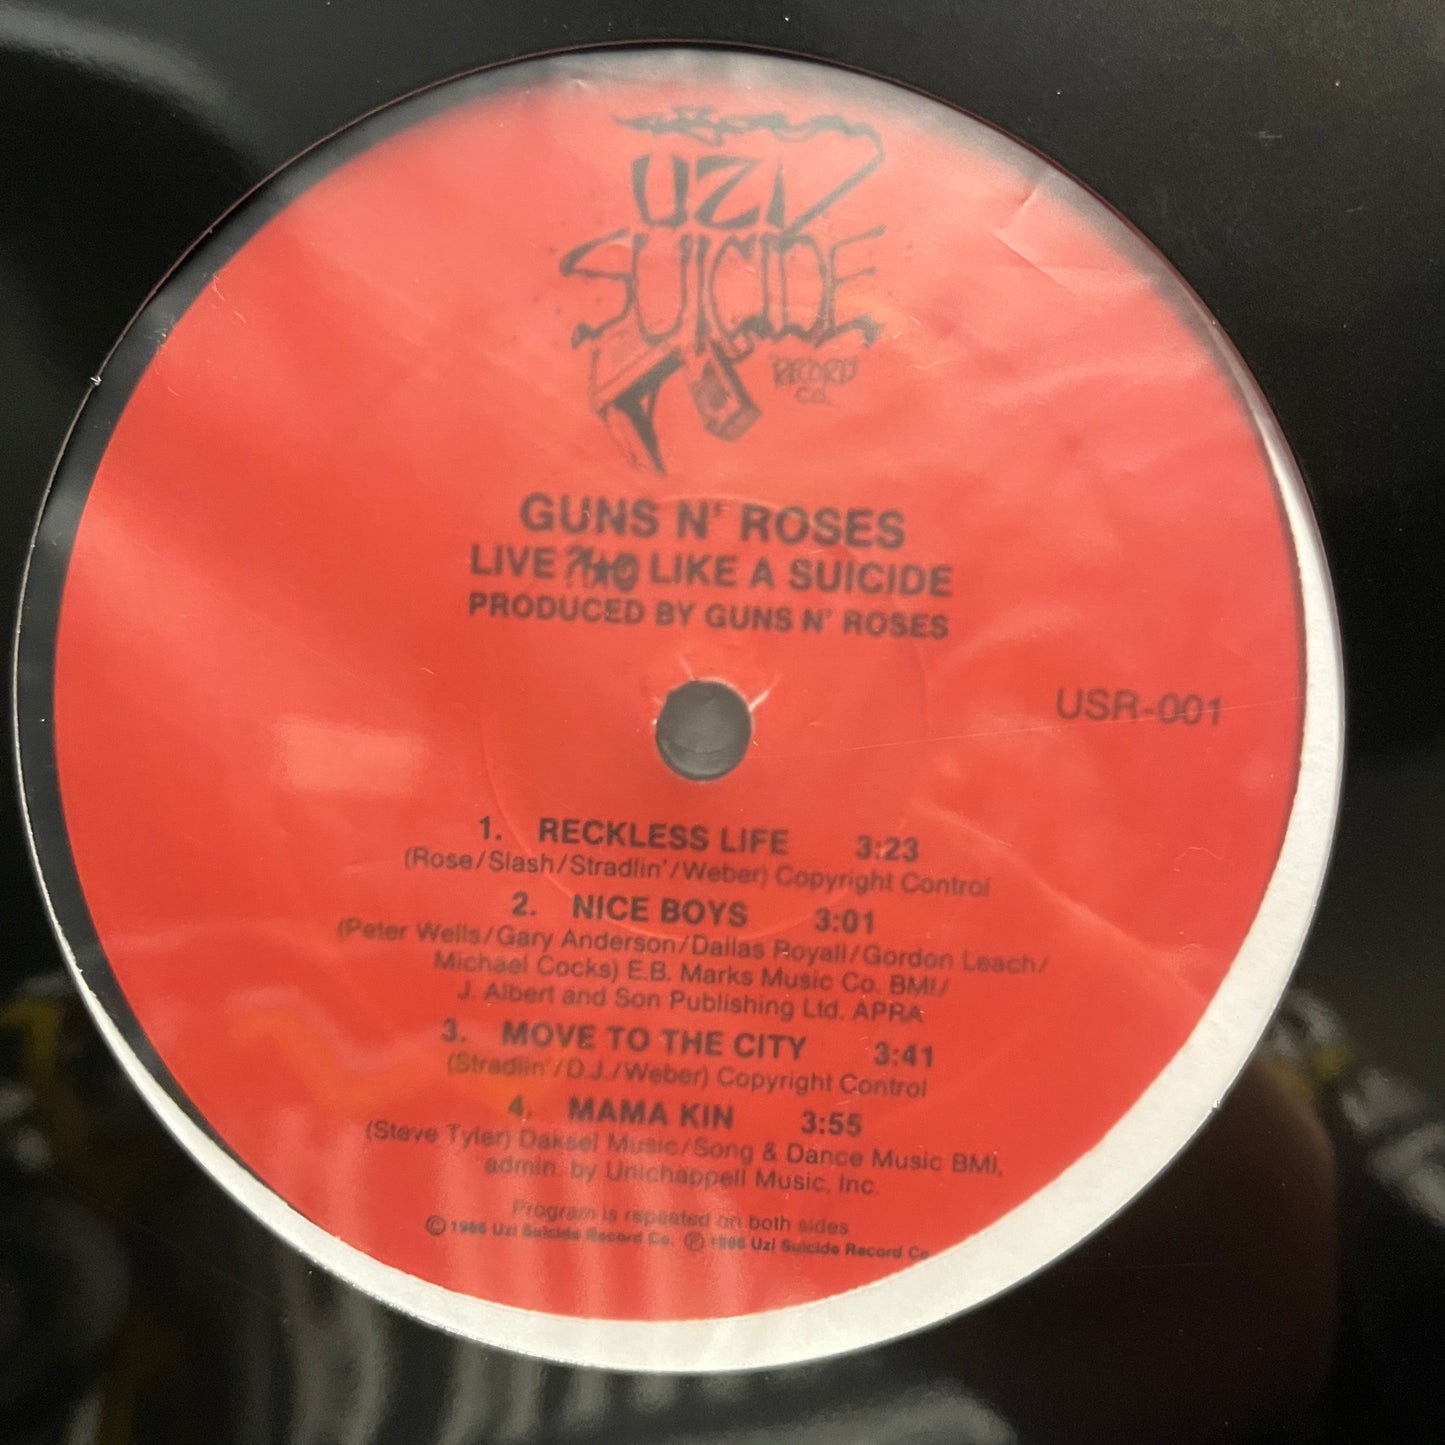 UZI
SUICIDE
RECORD
CO.
GUNS N' ROSES
LIVE ?!★@ LIKE A SUICIDE
PRODUCED BY GUNS N' ROSES
USR-001
1. RECKLESS LIFE 3:23
(Rose/Slash/Stradlin'/Weber) Copyright Control
2. NICE BOYS 3:01
(Peter Wells/Gary Anderson/Dallas Royall/Gordon Leach/
Michael Cocks) E.B. Marks Music Co. BMI/
J. Albert and Son Publishing Ltd. APRA
3. MOVE TO THE CITY 3:41
(Stradlin'/D.J./Weber) Copyright Control
4. MAMA KIN 3:55
(Steve Tyler) Daksel Music/Song & Dance Music BMI,
admin. by Unichappell Music, Inc.
Program is repeated on both sides
© 1986 Uzi Suicide Record Co. ℗ 1986 Uzi Suicide Record Co.